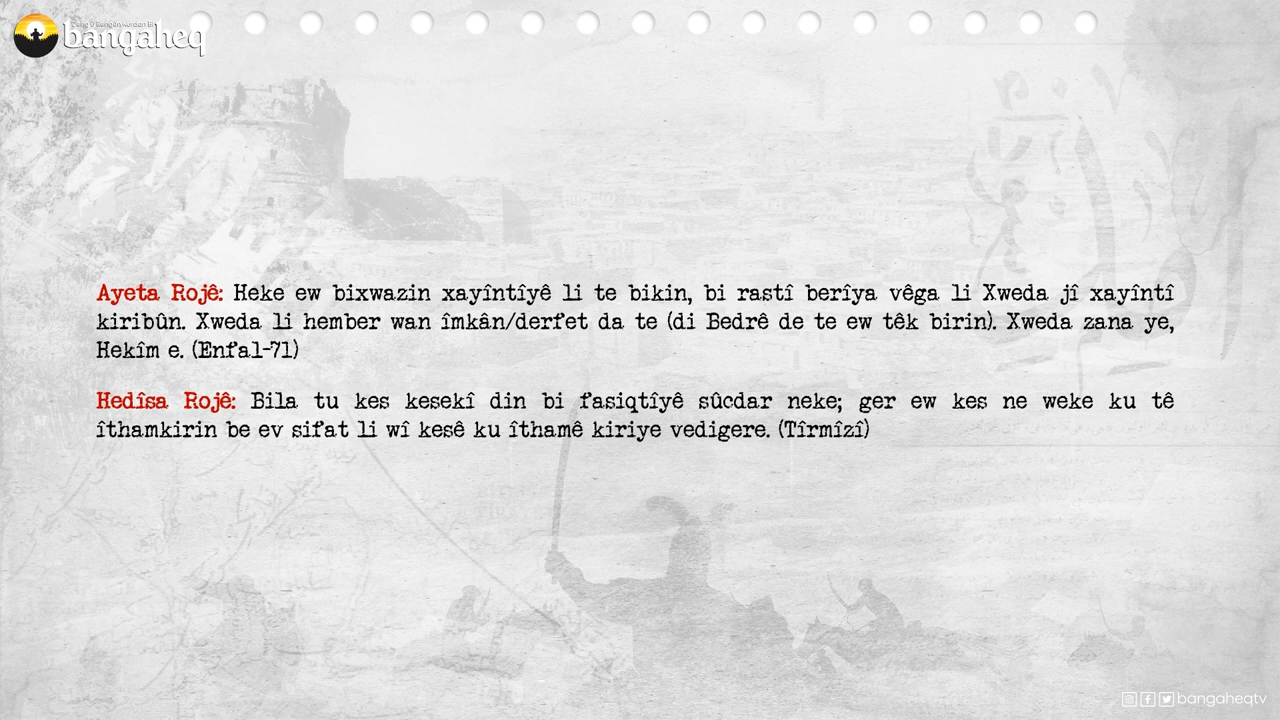 bangaheq
Ayeta Rojê: Heke ew bixwazin xayîntîyê li te bikin, bi rastî berîya vêga li Xweda jî xayîntî
kiribûn. Xweda li hember wan îmkân/derfet da te (di Bedrê de te ew têk birin). Xweda zana ye,
Hekîm e. (Enfal-71)
Hedîsa Rojê: Bila tu kes kesekî din bi fasiqtîyê sûcdar neke; ger ew kes ne weke ku tê
îthamkirin be ev sifat li wî kesê ku îthamê kiriye vedigere. (Tîrmîzî)
bangaheqtv